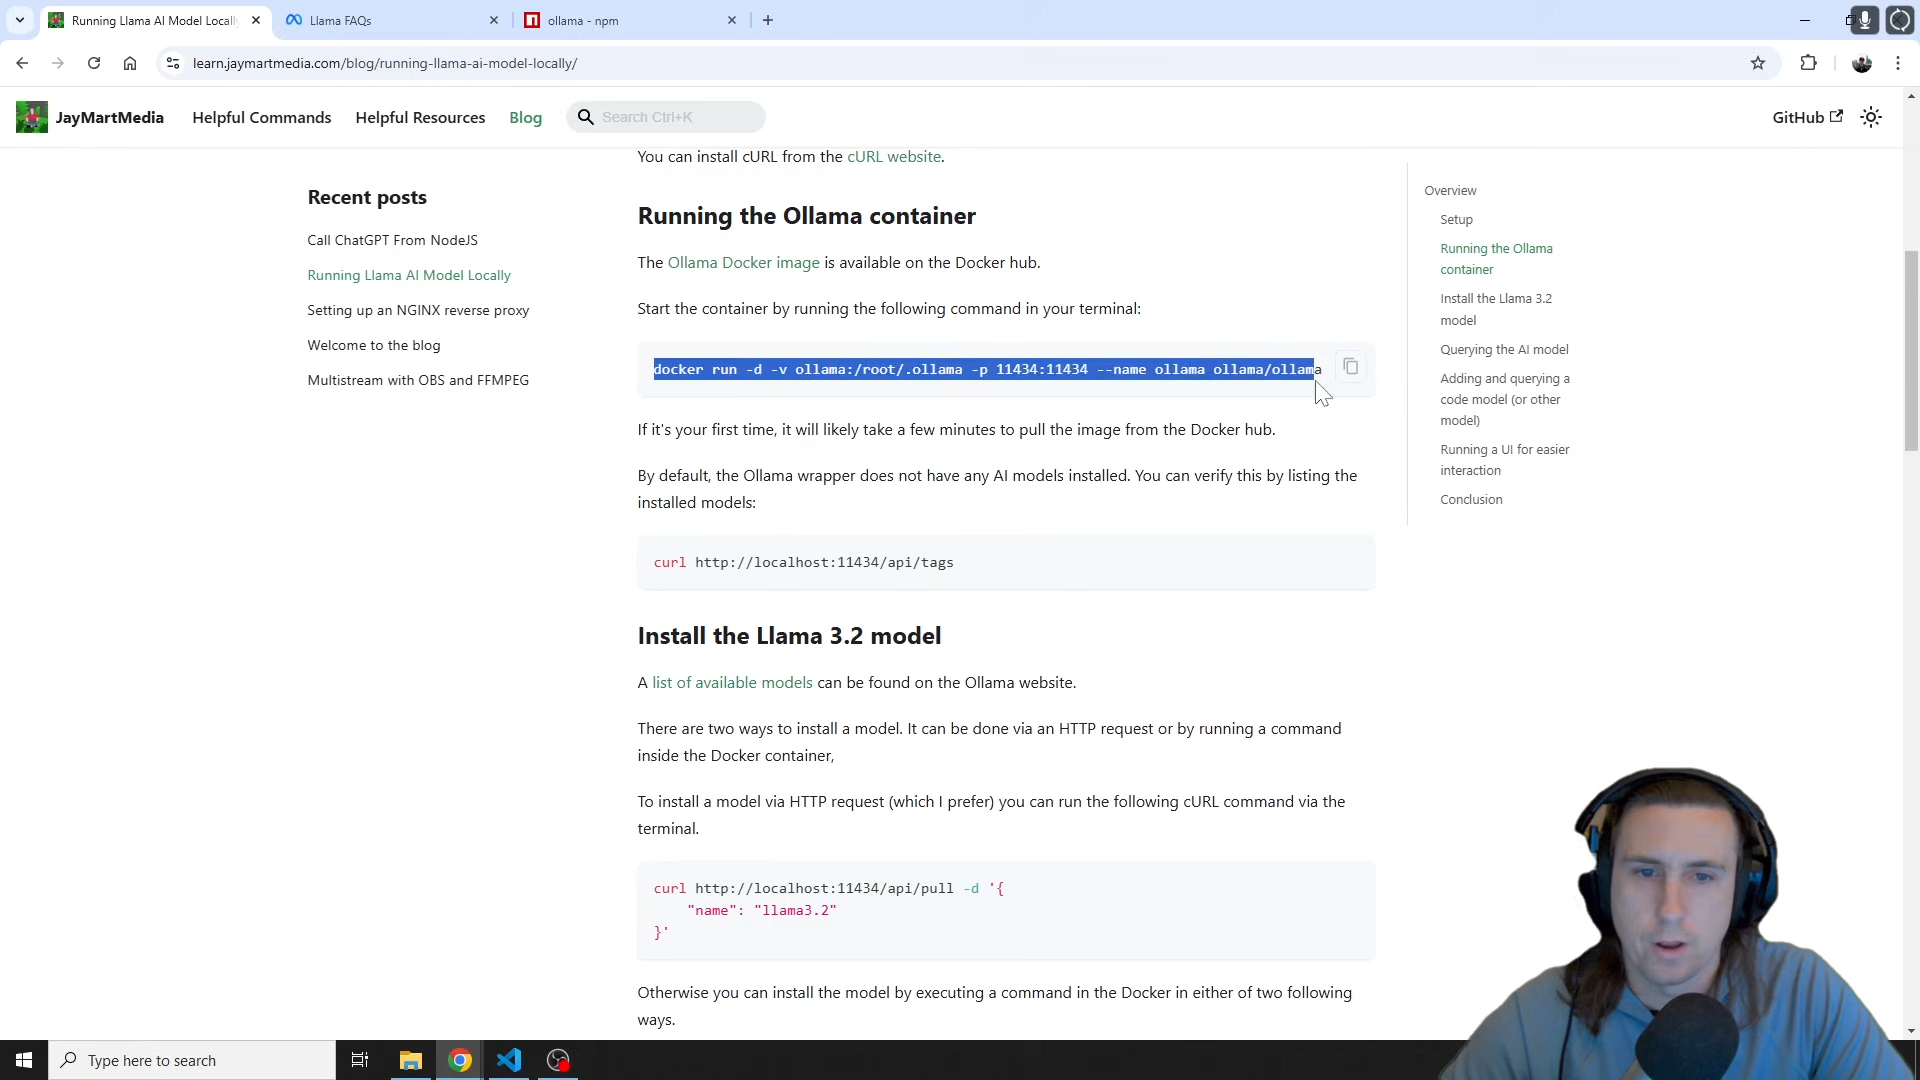 Running Llama AI Model Locall
Llama FAQs
ollama - npm
learn.jaymartmedia.com/blog/running-llama-ai-model-locally/
JayMartMedia
Helpful Commands
Helpful Resources
Blog
Search Ctrl+K
GitHub
Recent posts
Call ChatGPT From NodeJS
Running Llama AI Model Locally
Setting up an NGINX reverse proxy
Welcome to the blog
Multistream with OBS and FFMPEG
You can install cURL from the cURL website.
Running the Ollama container
The Ollama Docker image is available on the Docker hub.
Start the container by running the following command in your terminal:
docker run -d -v ollama:/root/.ollama -p 11434:11434 --name ollama ollama/ollama
If it's your first time, it will likely take a few minutes to pull the image from the Docker hub.
By default, the Ollama wrapper does not have any AI models installed. You can verify this by listing the
installed models:
curl http://localhost:11434/api/tags
Install the Llama 3.2 model
A list of available models can be found on the Ollama website.
There are two ways to install a model. It can be done via an HTTP request or by running a command
inside the Docker container,
To install a model via HTTP request (which I prefer) you can run the following cURL command via the
terminal.
curl http://localhost:11434/api/pull -d '{
"name": "llama3.2"
}'
Otherwise you can install the model by executing a command in the Docker in either of two following
ways.
Overview
Setup
Running the Ollama
container
Install the Llama 3.2
model
Querying the AI model
Adding and querying a
code model (or other
model)
Running a UI for easier
interaction
Conclusion
Type here to search